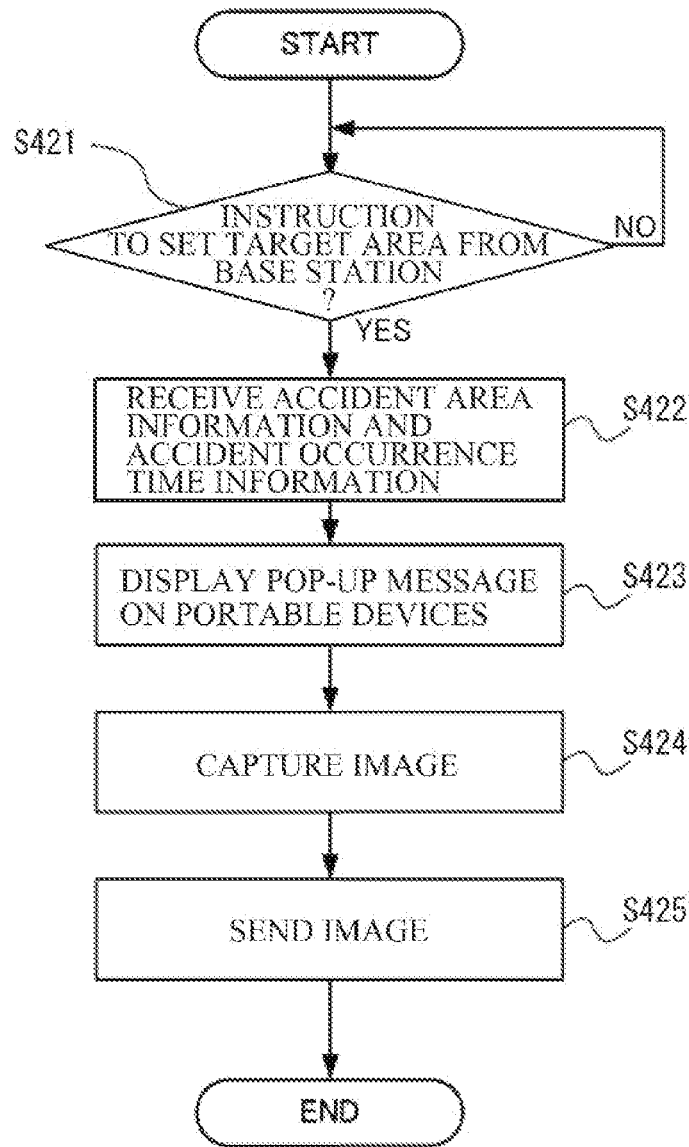 START
S421
INSTRUCTION
TO SET TARGET AREA FROM
BASE STATION
?
NO
YES
RECEIVE ACCIDENT AREA
INFORMATION AND
ACCIDENT OCCURRENCE
TIME INFORMATION
S422
DISPLAY POP-UP MESSAGE
ON PORTABLE DEVICES
S423
CAPTURE IMAGE
S424
SEND IMAGE
S425
END